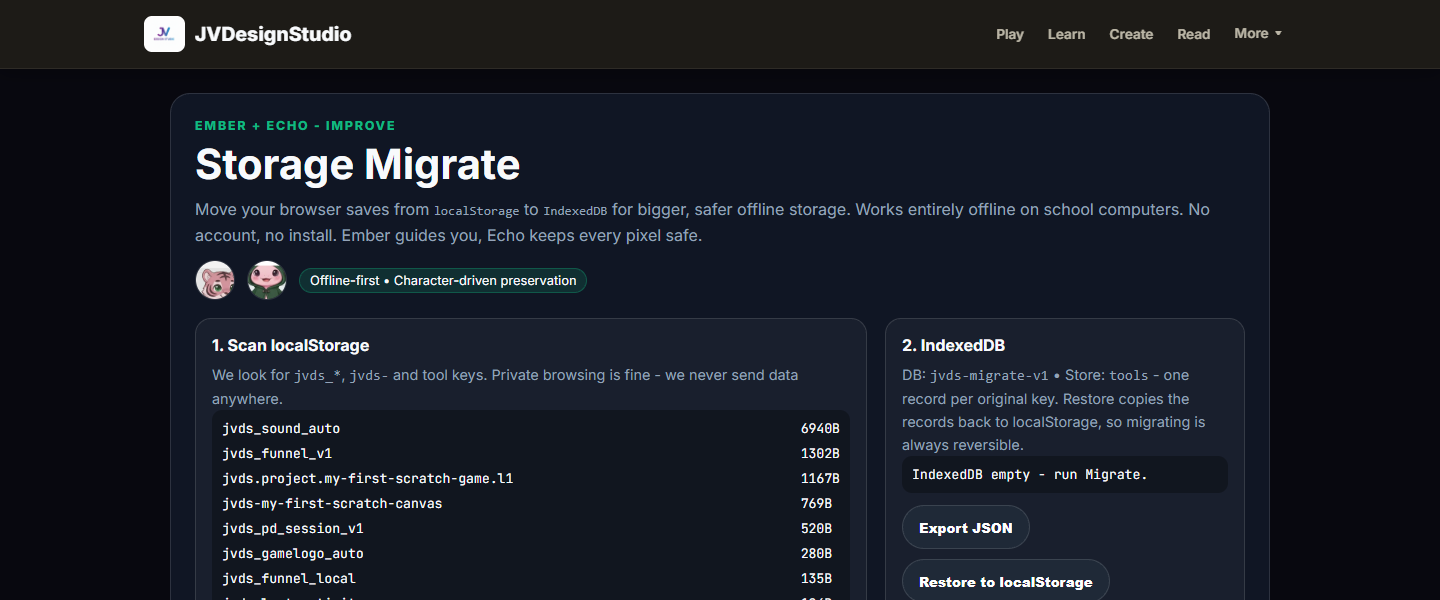 JVDesignStudio
Play Learn Create Read More
EMBER + ECHO - IMPROVE
Storage Migrate
Move your browser saves from localStorage to IndexedDB for bigger, safer offline storage. Works entirely offline on school computers. No
account, no install. Ember guides you, Echo keeps every pixel safe.
Offline-first • Character-driven preservation
1. Scan localStorage
We look for jvds_*, jvds- and tool keys. Private browsing is fine - we never send data
anywhere.
jvds_sound_auto 6940B
jvds_funnel_v1 1302B
jvds.project.my-first-scratch-game.l1 1167B
jvds-my-first-scratch-canvas 769B
jvds_pd_session_v1 520B
jvds_gamelogo_auto 280B
jvds_funnel_local 135B
2. IndexedDB
DB: jvds-migrate-v1 • Store: tools - one
record per original key. Restore copies the
records back to localStorage, so migrating is
always reversible.
IndexedDB empty - run Migrate.
Export JSON
Restore to localStorage